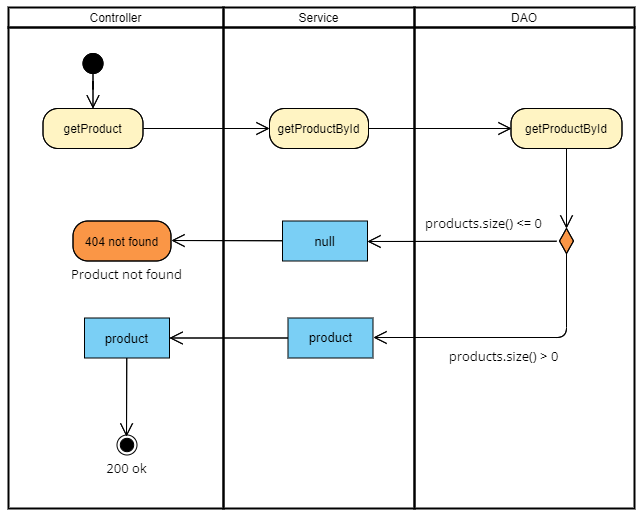 Controller
Service
DAO
getProduct
getProductById
getProductById
products.size() <= 0
404 not found
null
Product not found
product
product
products.size() > 0
200 ok